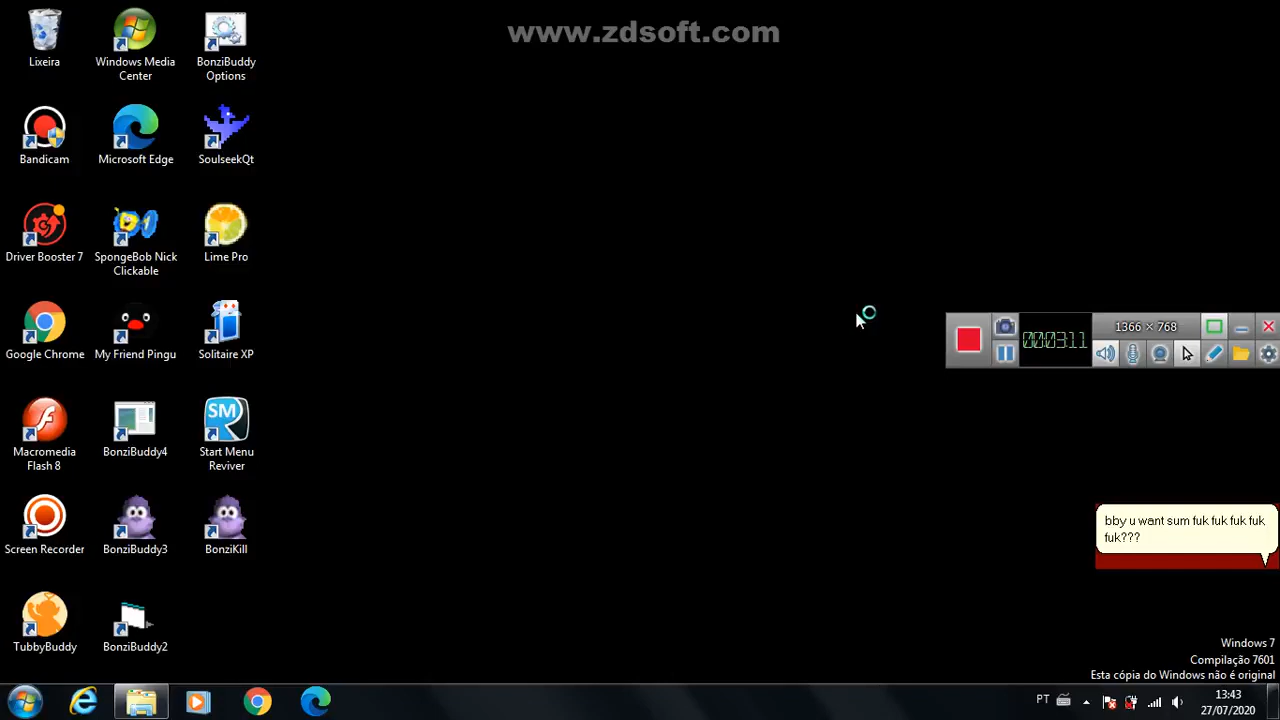 www.zdsoft.com
Lixeira
Windows Media
Center
BonziBuddy
Options
Bandicam
Microsoft Edge
SoulseekQt
Driver Booster 7
SpongeBob Nick
Clickable
Lime Pro
Google Chrome
My Friend Pingu
Solitaire XP
1366 × 768
000311
Macromedia
Flash 8
BonziBuddy4
SM
Start Menu
Reviver
Screen Recorder
BonziBuddy3
BonziKill
bby u want sum fuk fuk fuk fuk
fuk???
TubbyBuddy
BonziBuddy2
Windows 7
Compilação 7601
Esta cópia do Windows não é original
PT
13:43
27/07/2020